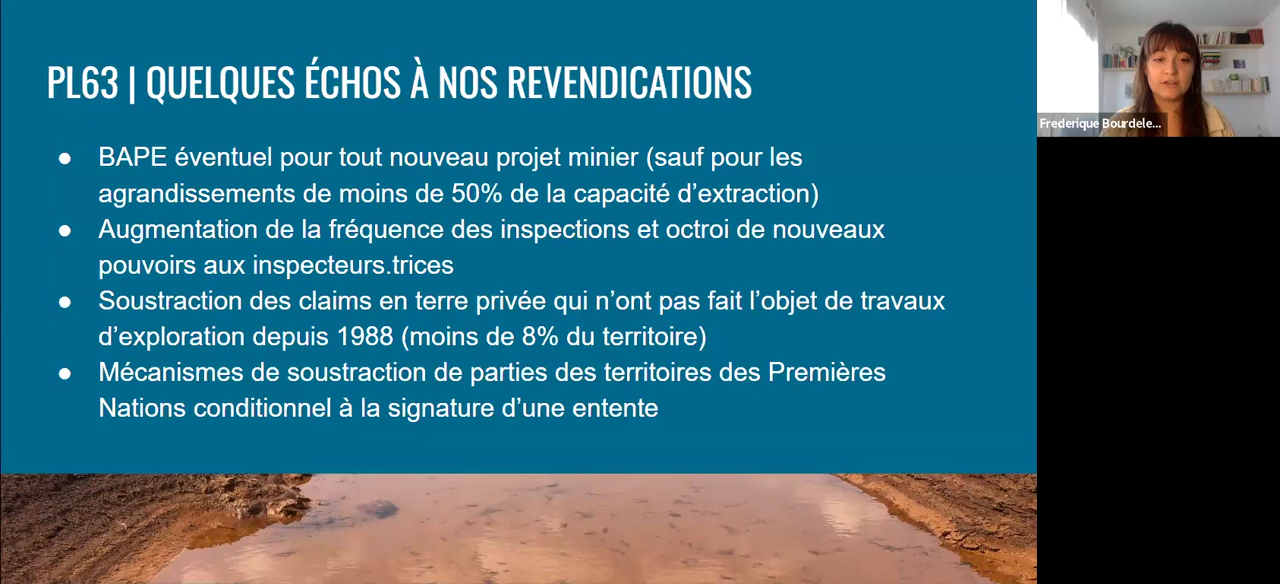 PL63 | QUELQUES ÉCHOS À NOS REVENDICATIONS
● BAPE éventuel pour tout nouveau projet minier (sauf pour les
agrandissements de moins de 50% de la capacité d’extraction)
● Augmentation de la fréquence des inspections et octroi de nouveaux
pouvoirs aux inspecteurs.trices
● Soustraction des claims en terre privée qui n’ont pas fait l’objet de travaux
d’exploration depuis 1988 (moins de 8% du territoire)
● Mécanismes de soustraction de parties des territoires des Premières
Nations conditionnel à la signature d’une entente
Frederique Bourdele...